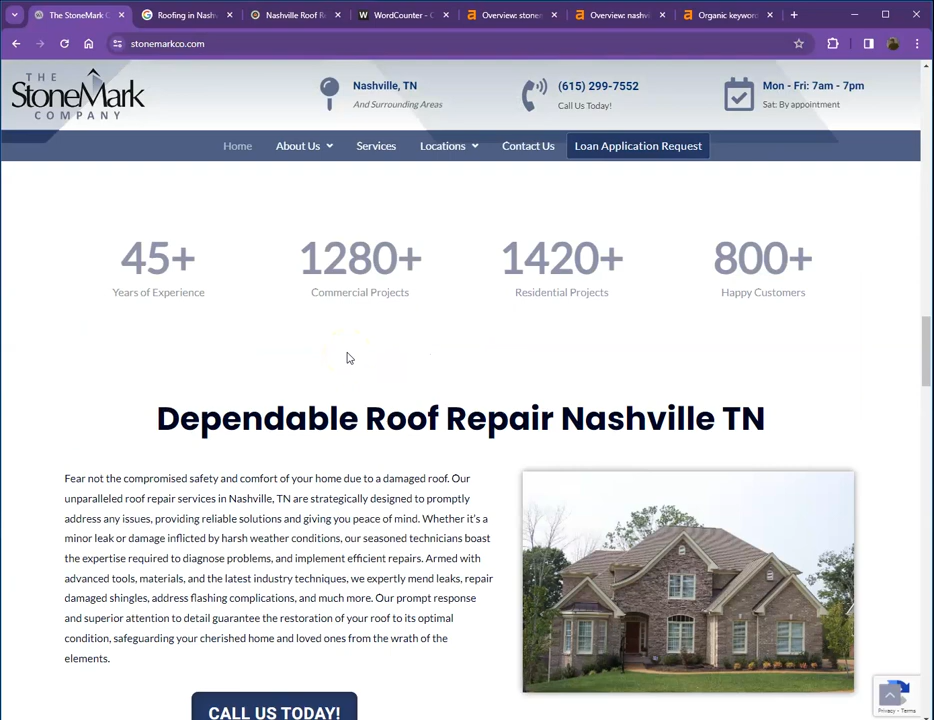 The StoneMark C
Roofing in Nash
Nashville Roof R
WordCounter - C
Overview: stone
Overview: nashvi
Organic keyword
stonemarkco.com
THE
STONEMARK
COMPANY
Nashville, TN
And Surrounding Areas
(615) 299-7552
Call Us Today!
Mon - Fri: 7am - 7pm
Sat: By appointment
Home
About Us
Services
Locations
Contact Us
Loan Application Request
45+
Years of Experience
1280+
Commercial Projects
1420+
Residential Projects
800+
Happy Customers
Dependable Roof Repair Nashville TN
Fear not the compromised safety and comfort of your home due to a damaged roof. Our
unparalleled roof repair services in Nashville, TN are strategically designed to promptly
address any issues, providing reliable solutions and giving you peace of mind. Whether it's a
minor leak or damage inflicted by harsh weather conditions, our seasoned technicians boast
the expertise required to diagnose problems, and implement efficient repairs. Armed with
advanced tools, materials, and the latest industry techniques, we expertly mend leaks, repair
damaged shingles, address flashing complications, and much more. Our prompt response
and superior attention to detail guarantee the restoration of your roof to its optimal
condition, safeguarding your cherished home and loved ones from the wrath of the
elements.
CALL US TODAY!
Privacy - Terms